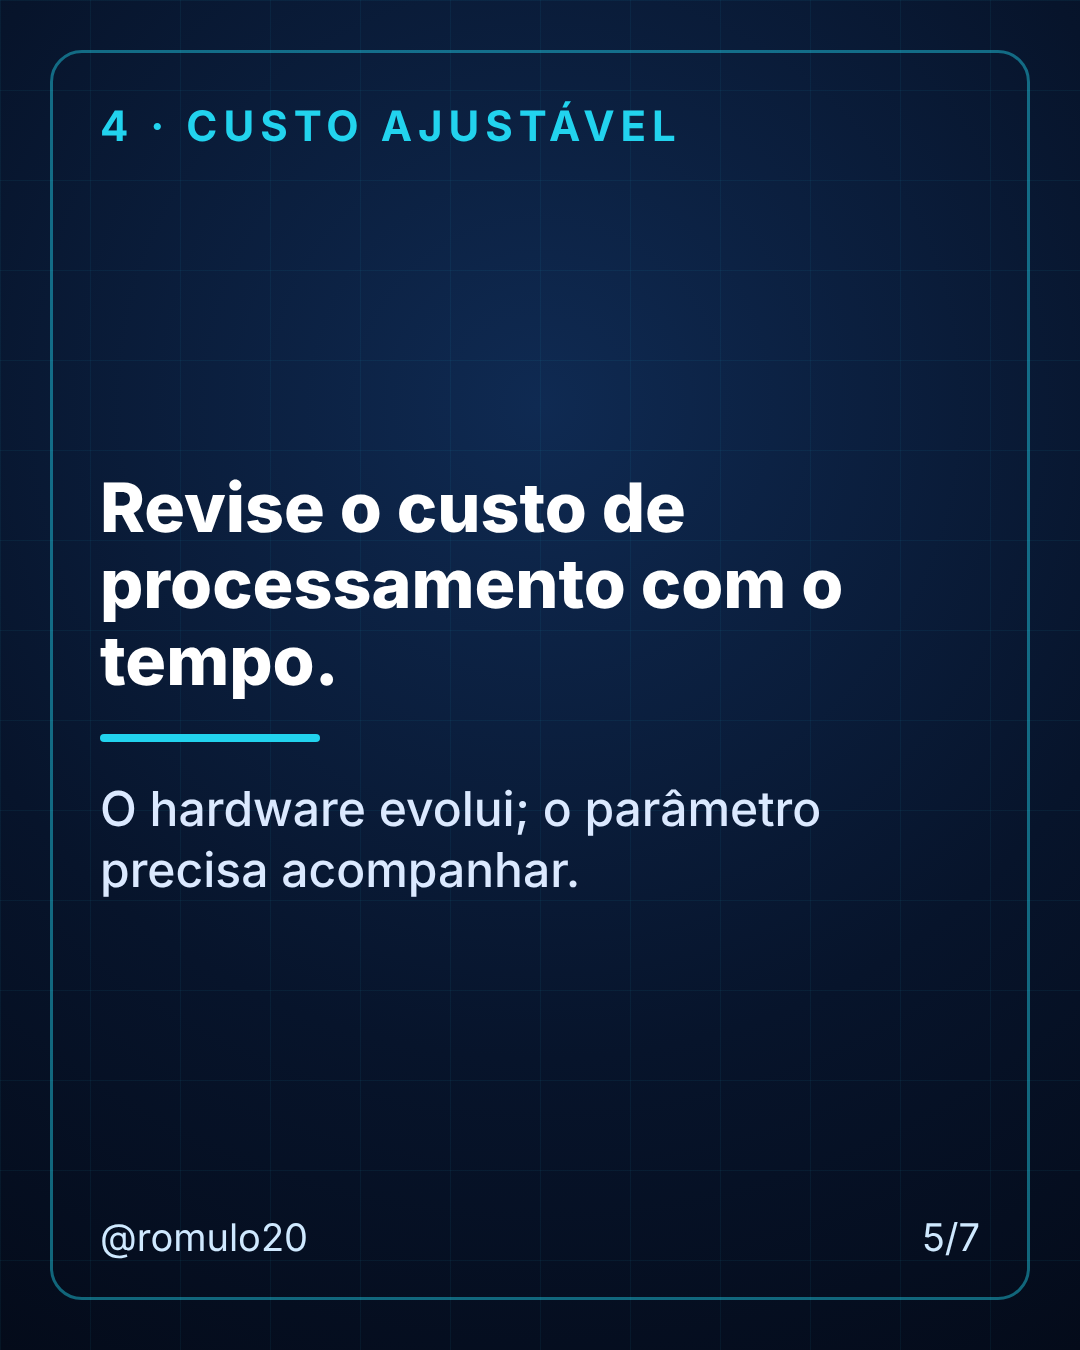 4 · CUSTO AJUSTÁVEL
Revise o custo de
processamento com o
tempo.
O hardware evolui; o parâmetro
precisa acompanhar.
@romulo20
5/7